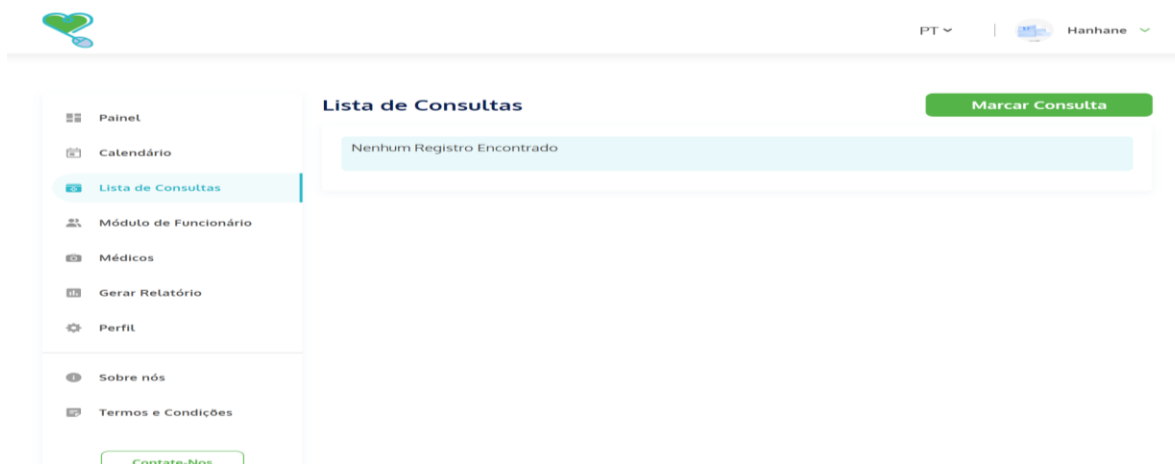 PT
Hanhane
Lista de Consultas
Marcar Consulta
Nenhum Registro Encontrado
Painel
Calendário
Lista de Consultas
Módulo de Funcionário
Médicos
Gerar Relatório
Perfil
Sobre nós
Termos e Condições
Contate-Nos